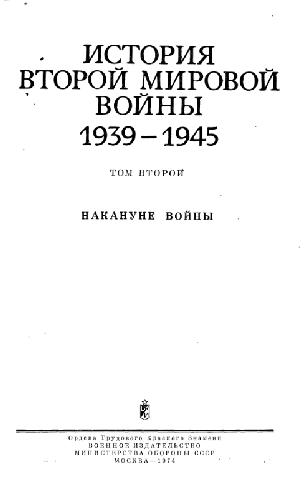 ИСТОРИЯ
ВТОРОЙ МИРОВОЙ
ВОЙНЫ
1939 – 1945
ТОМ ВТОРОЙ
НАКАНУНЕ ВОЙНЫ
Ордена Трудового Красного Знамени
ВОЕННОЕ ИЗДАТЕЛЬСТВО
МИНИСТЕРСТВА ОБОРОНЫ СССР
МОСКВА – 1974